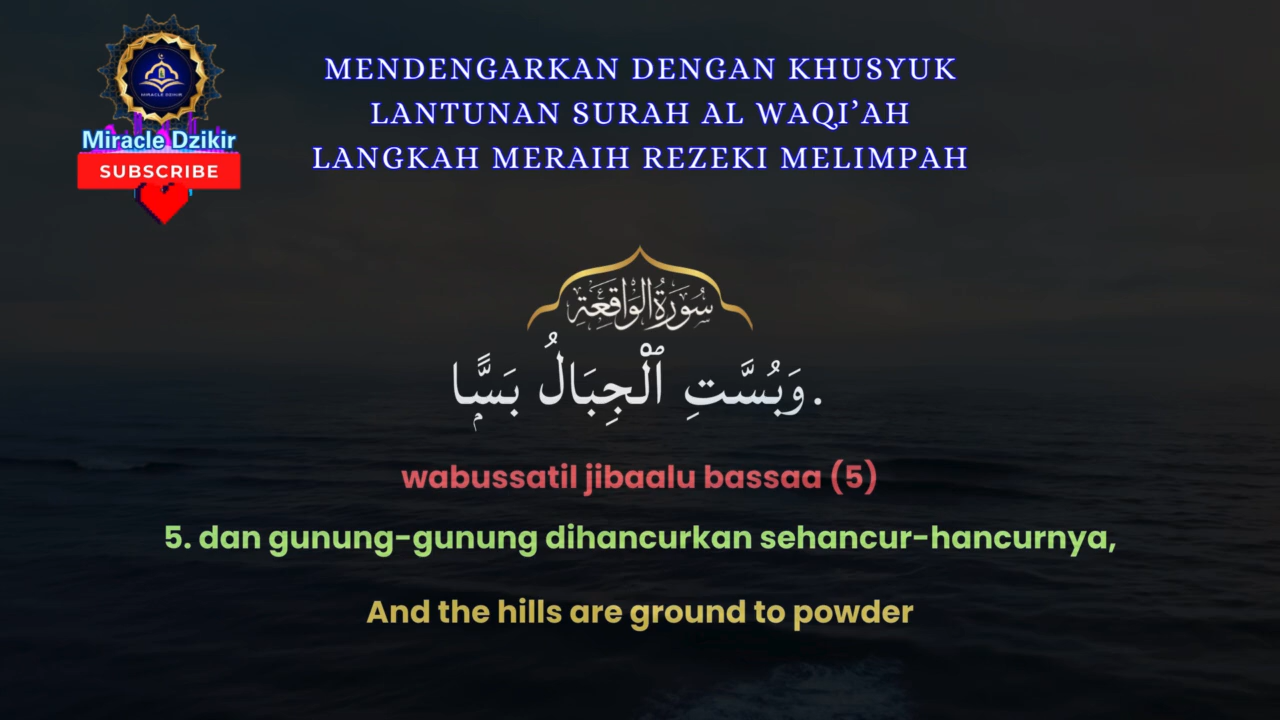 MENDENGARKAN DENGAN KHUSYUK
LANTUNAN SURAH AL WAQI’AH
LANGKAH MERAIH REZEKI MELIMPAH
MIRACLE DZIKIR
Miracle Dzikir
SUBSCRIBE
سُورَةُ الوَاقِعَةِ
وَبُسَّتِ ٱلْجِبَالُ بَسًّۭا.
wabussatil jibaalu bassaa (5)
5. dan gunung-gunung dihancurkan sehancur-hancurnya,
And the hills are ground to powder